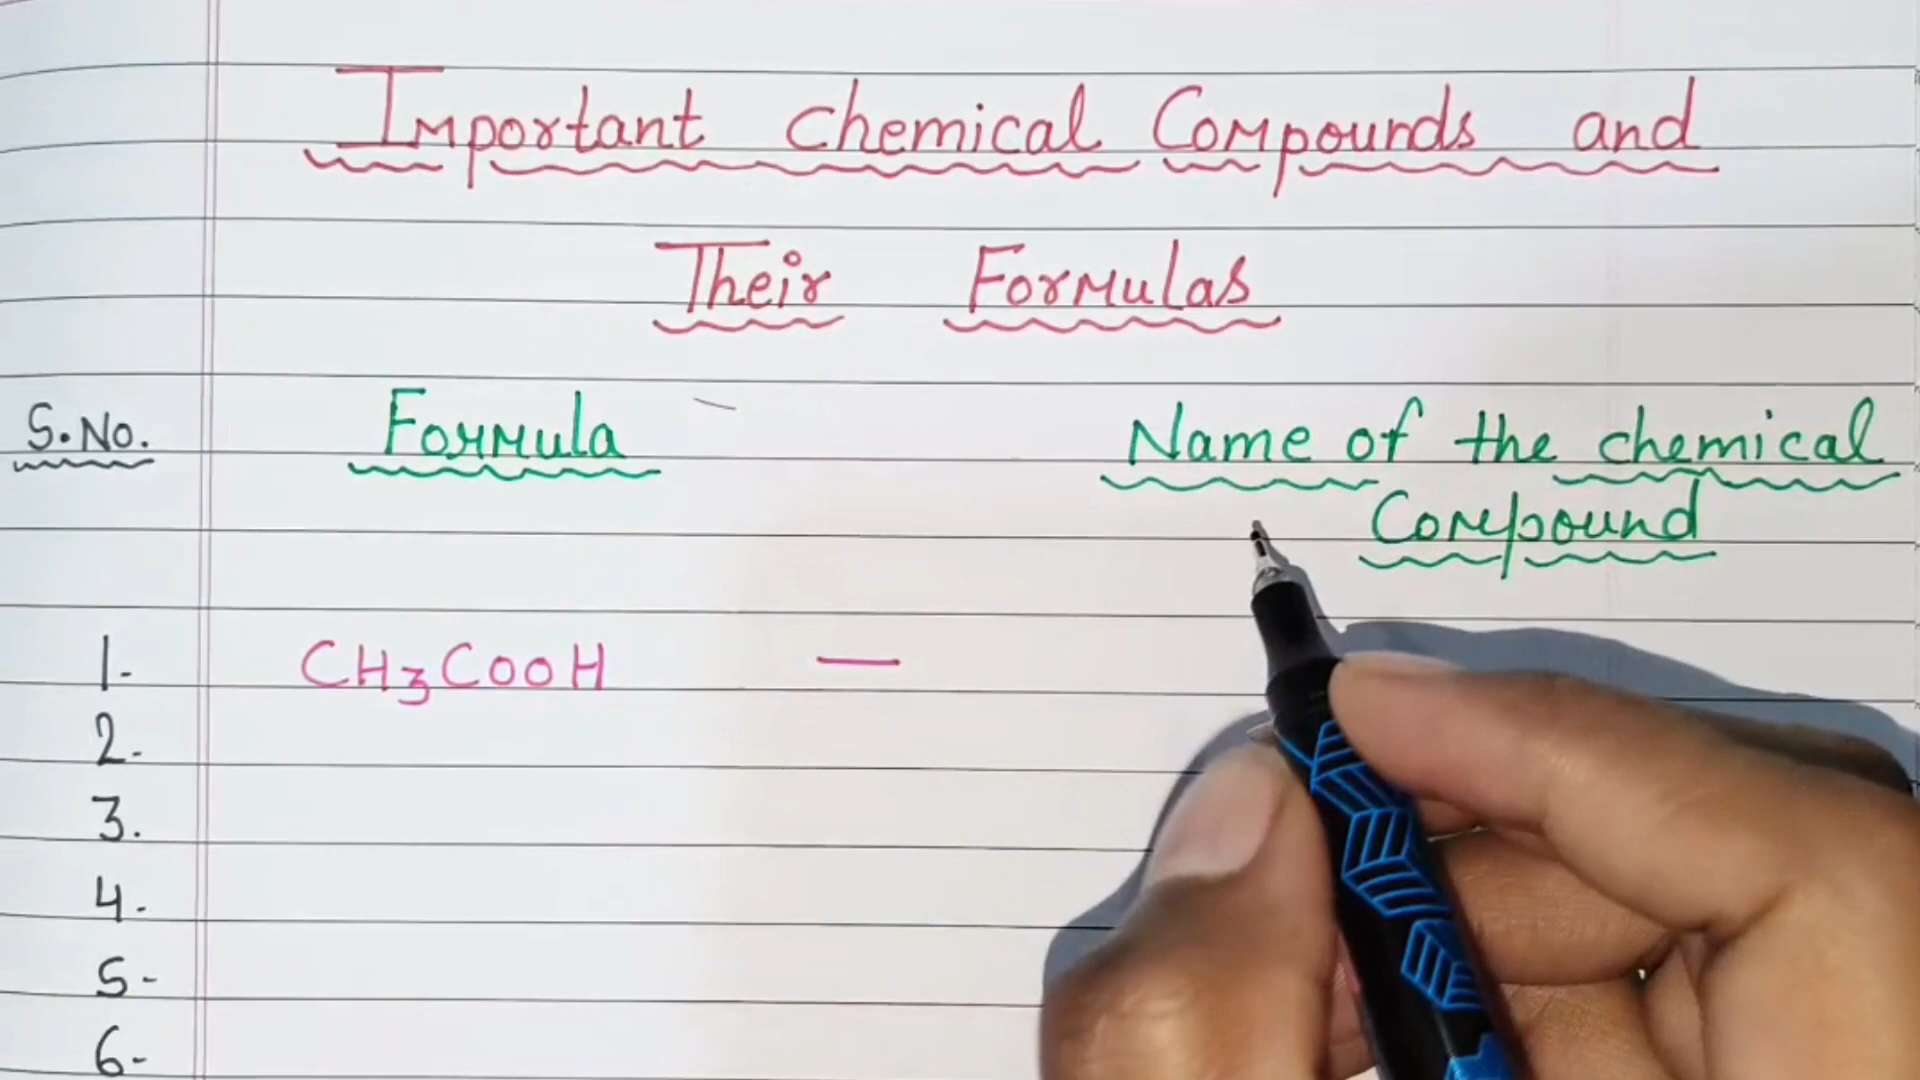 Important Chemical Compounds and
Their Formulas
S.No. Formula Name of the chemical
Compound
1. CH₃COOH —
2.
3.
4.
5.
6.